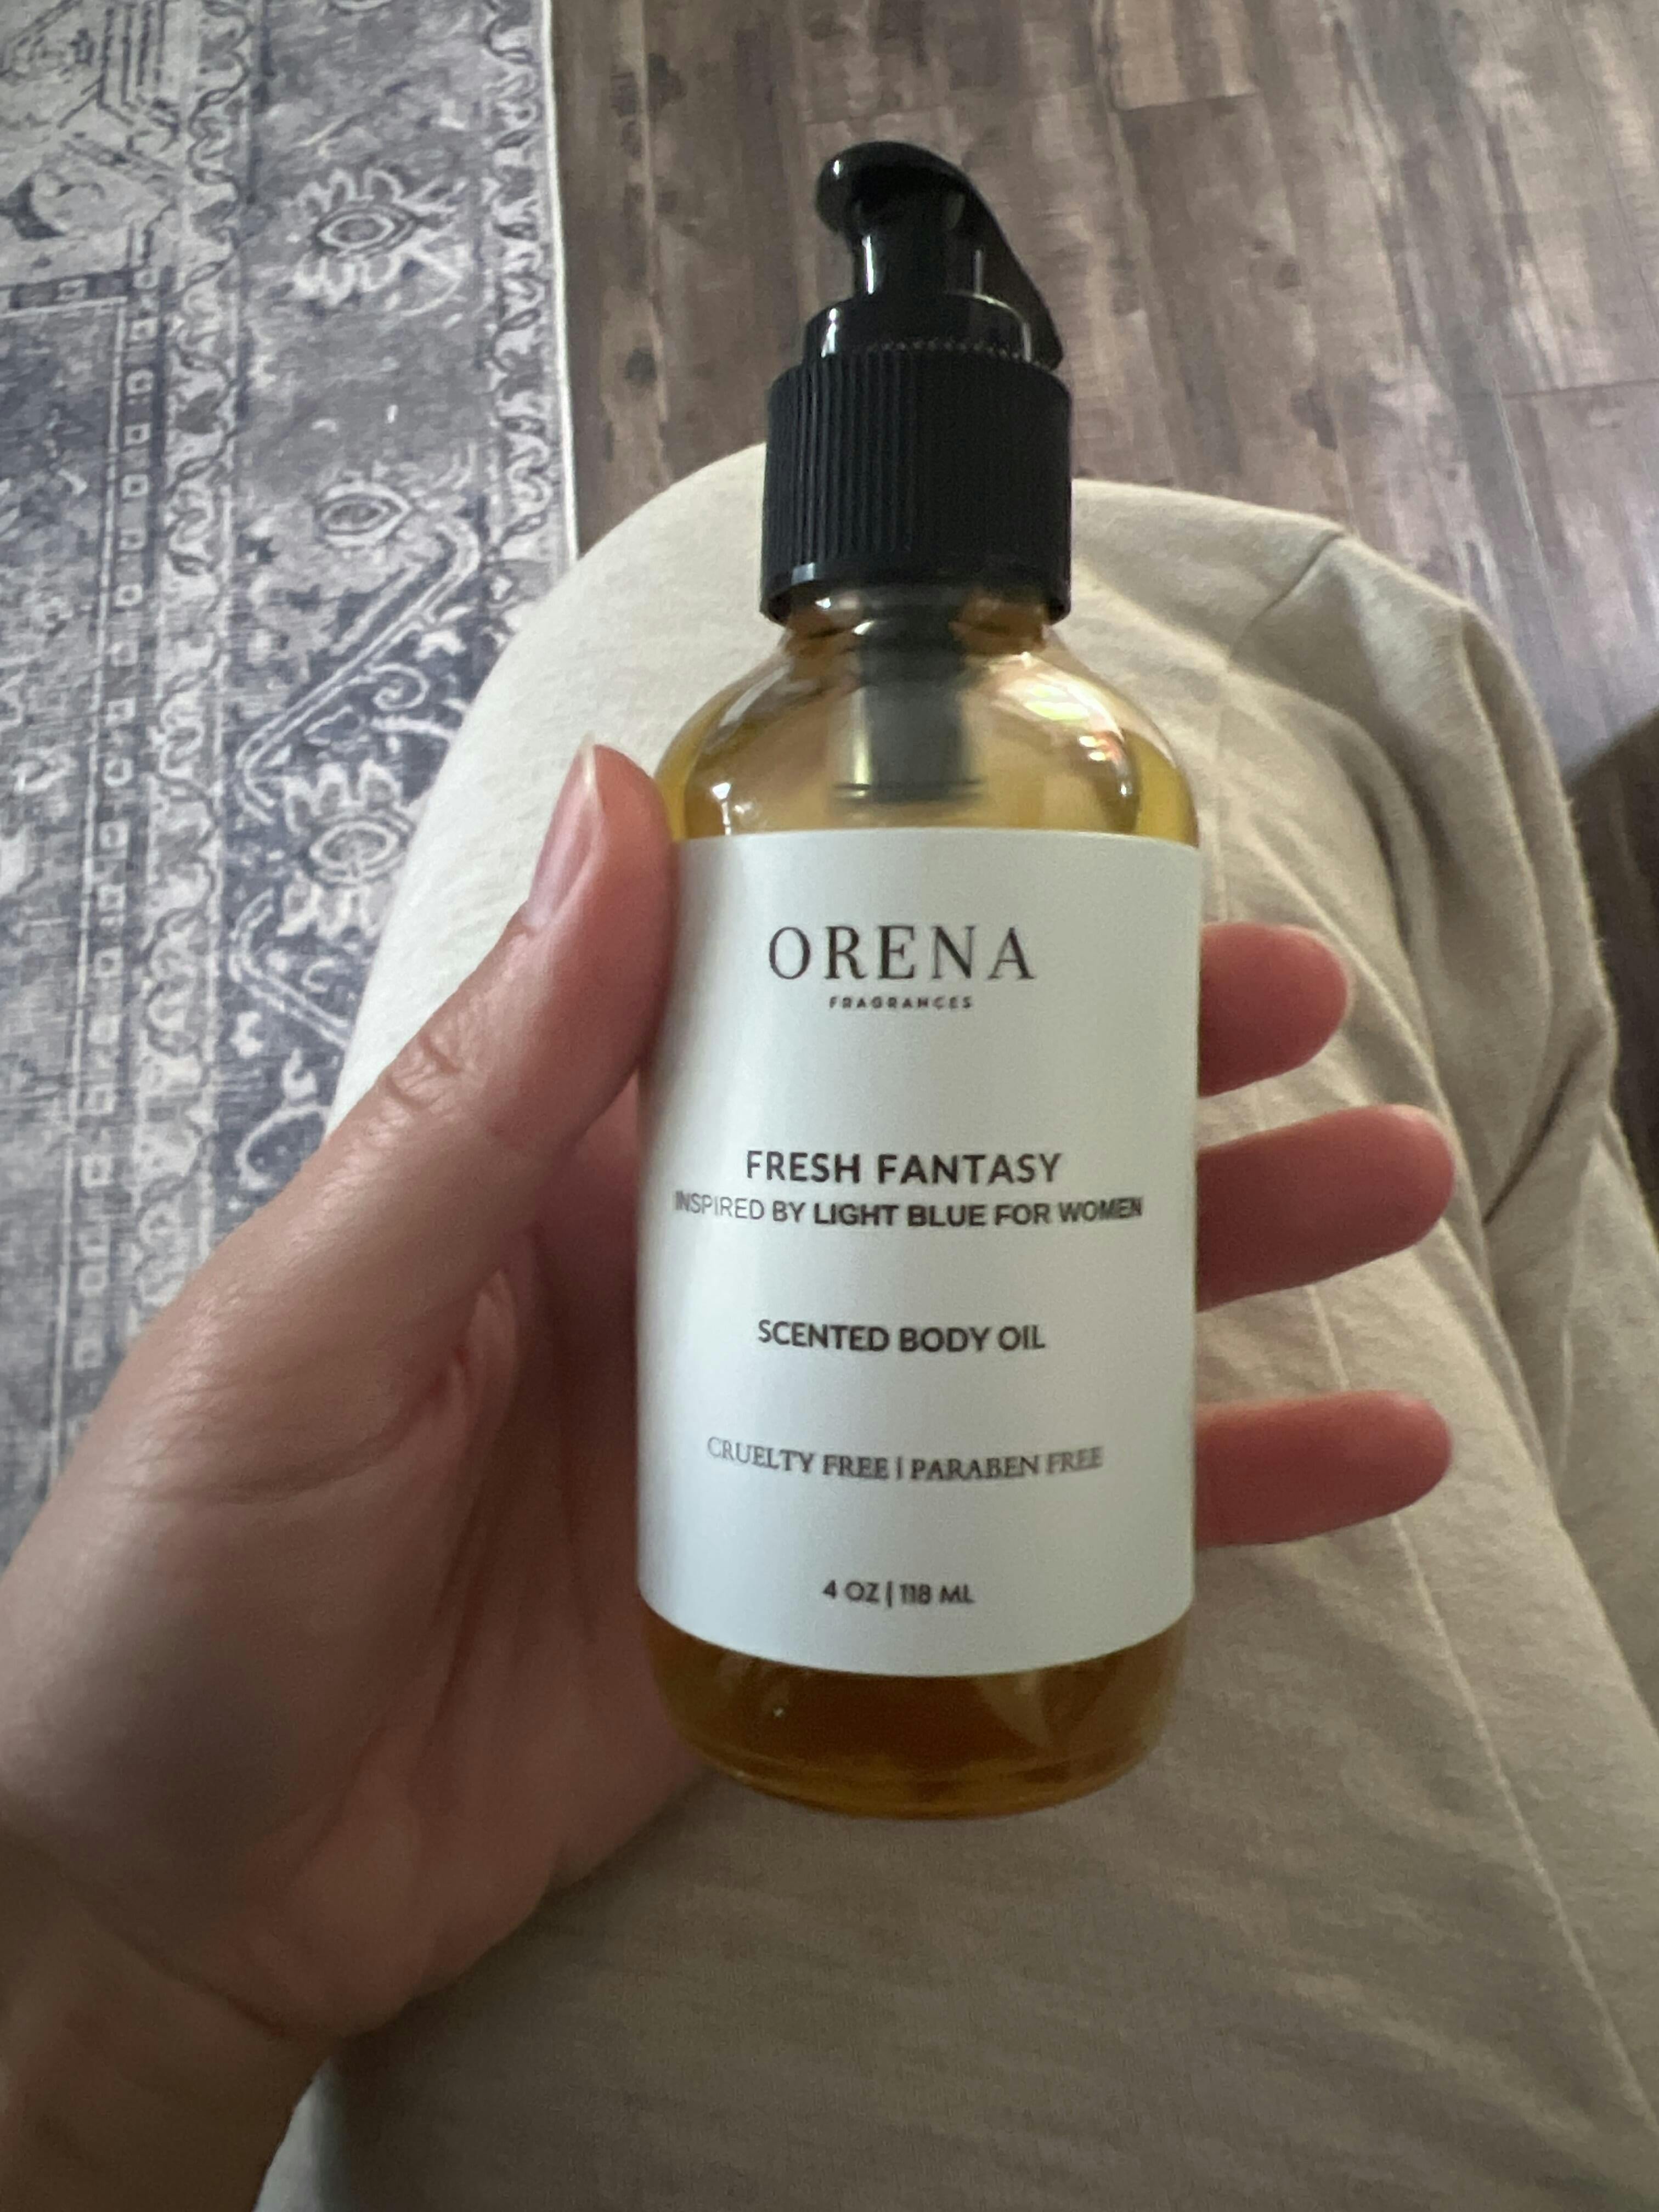 ORENA
FRAGRANCES
FRESH FANTASY
INSPIRED BY LIGHT BLUE FOR WOMEN
SCENTED BODY OIL
CRUELTY FREE | PARABEN FREE
4 OZ | 118 ML